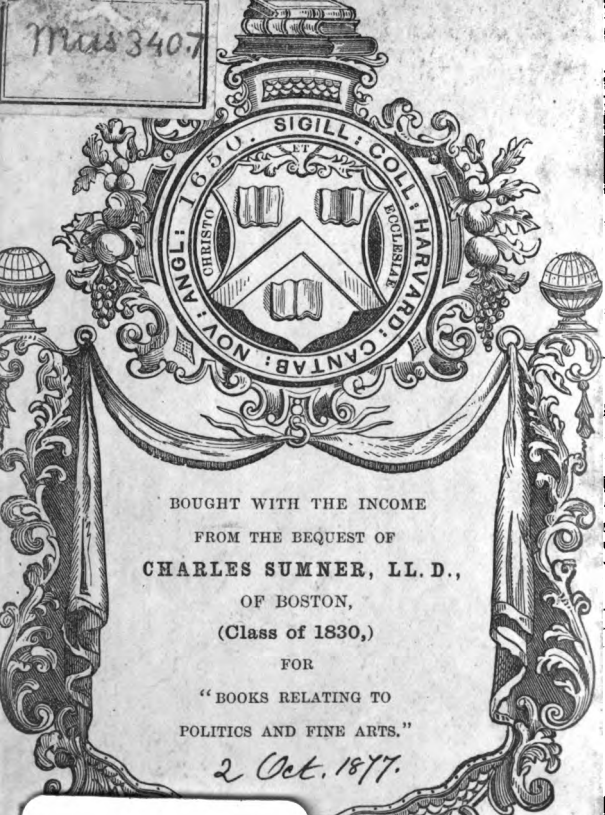 Mus 340.7
SIGILL : COLL : HARVARD : CANTAB : NOV : ANGL : 1650.
ET
CHRISTO
ECCLESIAE
BOUGHT WITH THE INCOME
FROM THE BEQUEST OF
CHARLES SUMNER, LL. D.,
OF BOSTON,
(Class of 1830,)
FOR
"BOOKS RELATING TO
POLITICS AND FINE ARTS."
2 Oct. 1877.